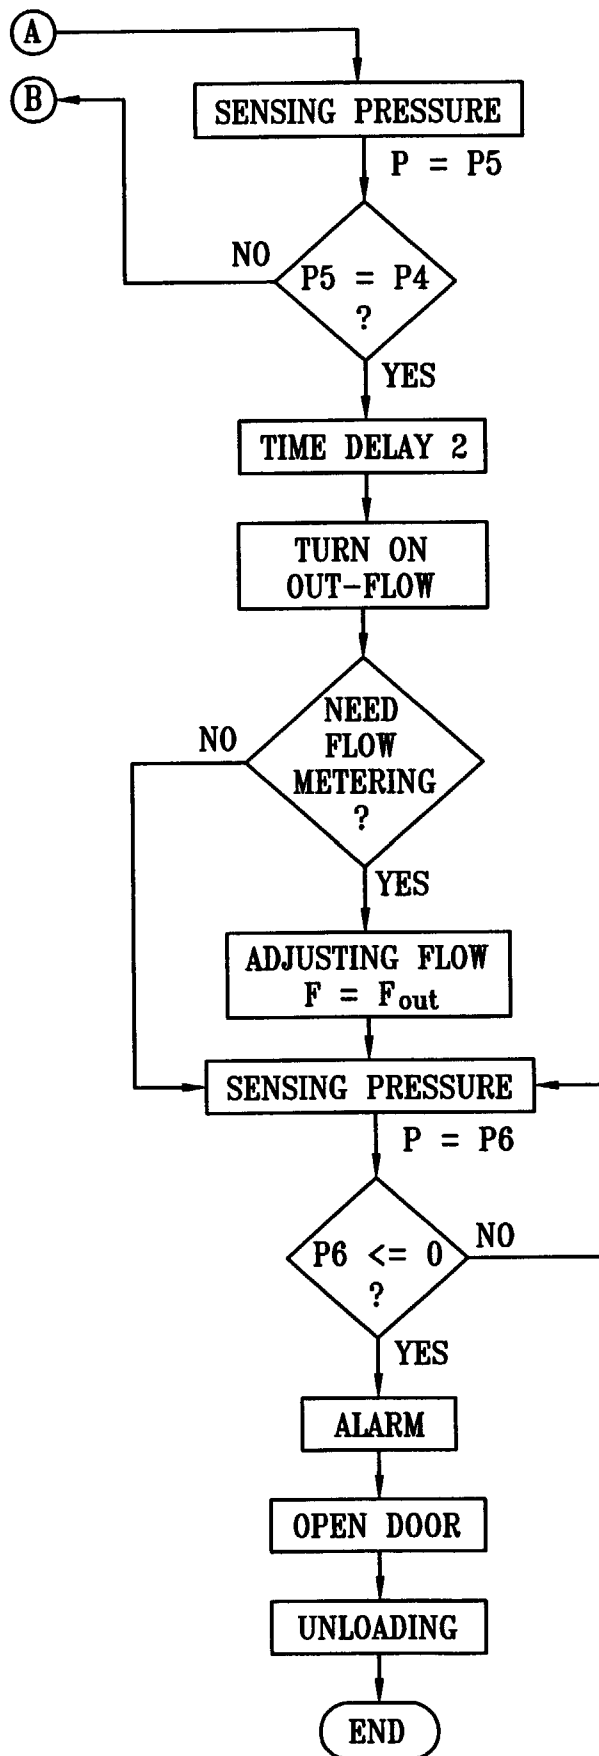 A
B
SENSING PRESSURE
P = P5
NO
P5 = P4
?
YES
TIME DELAY 2
TURN ON
OUT-FLOW
NO
NEED
FLOW
METERING
?
YES
ADJUSTING FLOW
F = Fout
SENSING PRESSURE
P = P6
P6 <= 0
?
NO
YES
ALARM
OPEN DOOR
UNLOADING
END